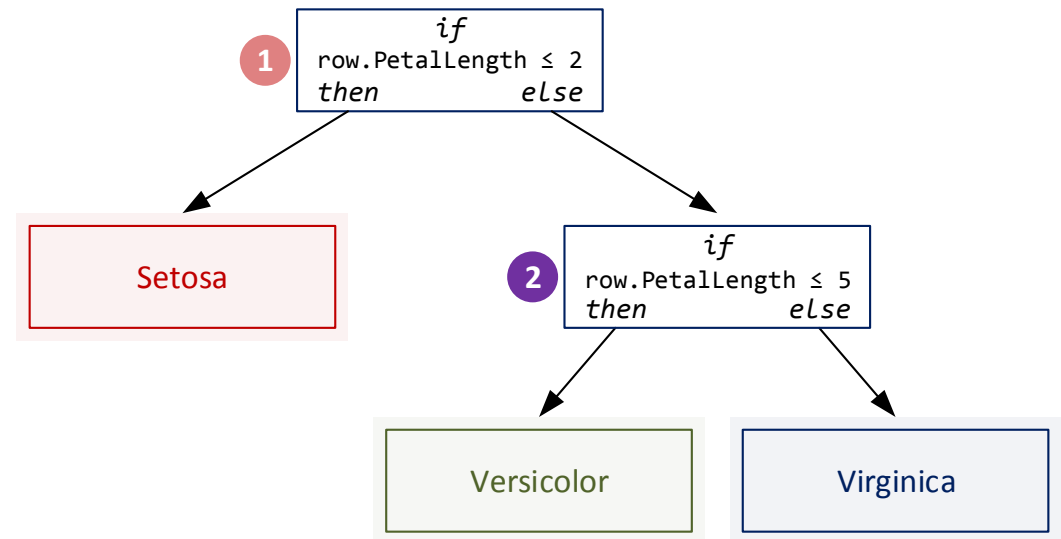 1
if
row.PetalLength ≤ 2
then else
Setosa
2
if
row.PetalLength ≤ 5
then else
Versicolor
Virginica